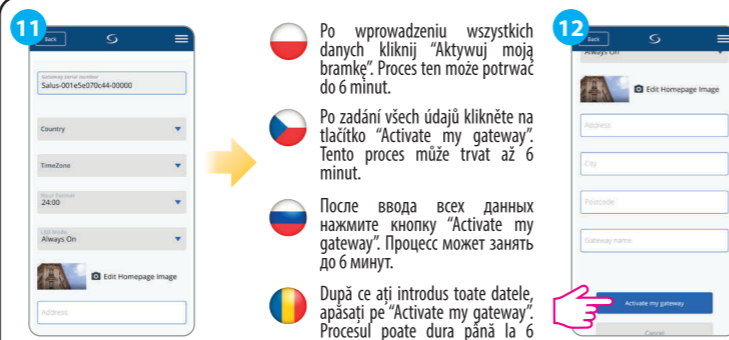 11
Back
Gateway serial number
Salus-001e5e070c44-00000
Country
TimeZone
24:00
Always On
Edit Homepage Image
Address
Po wprowadzeniu wszystkich
danych kliknij “Aktywuj moją
bramkę”. Proces ten może potrwać
do 6 minut.
Po zadání všech údajů klikněte na
tlačítko “Activate my gateway”.
Tento proces může trvat až 6
minut.
После ввода всех данных
нажмите кнопку “Activate my
gateway”. Процесс может занять
до 6 минут.
După ce ați introdus toate datele,
apăsați pe “Activate my gateway”.
Procesul poate dura până la 6
12
Back
Always On
Edit Homepage Image
Address
City
Postcode
Gateway name
Activate my gateway
Cancel